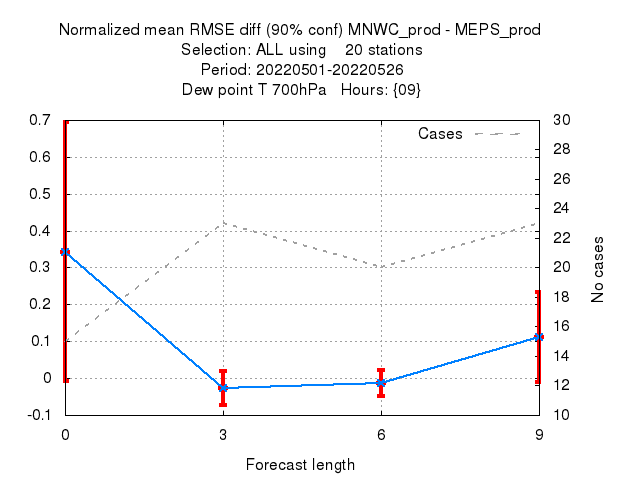 Normalized mean RMSE diff (90% conf) MNWC_prod - MEPS_prod
Selection: ALL using 20 stations
Period: 20220501-20220526
Dew point T 700hPa Hours: {09}
Cases
0.7
0.6
0.5
0.4
0.3
0.2
0.1
0
-0.1
30
28
26
24
22
20
18
16
14
12
10
No cases
0 3 6 9
Forecast length